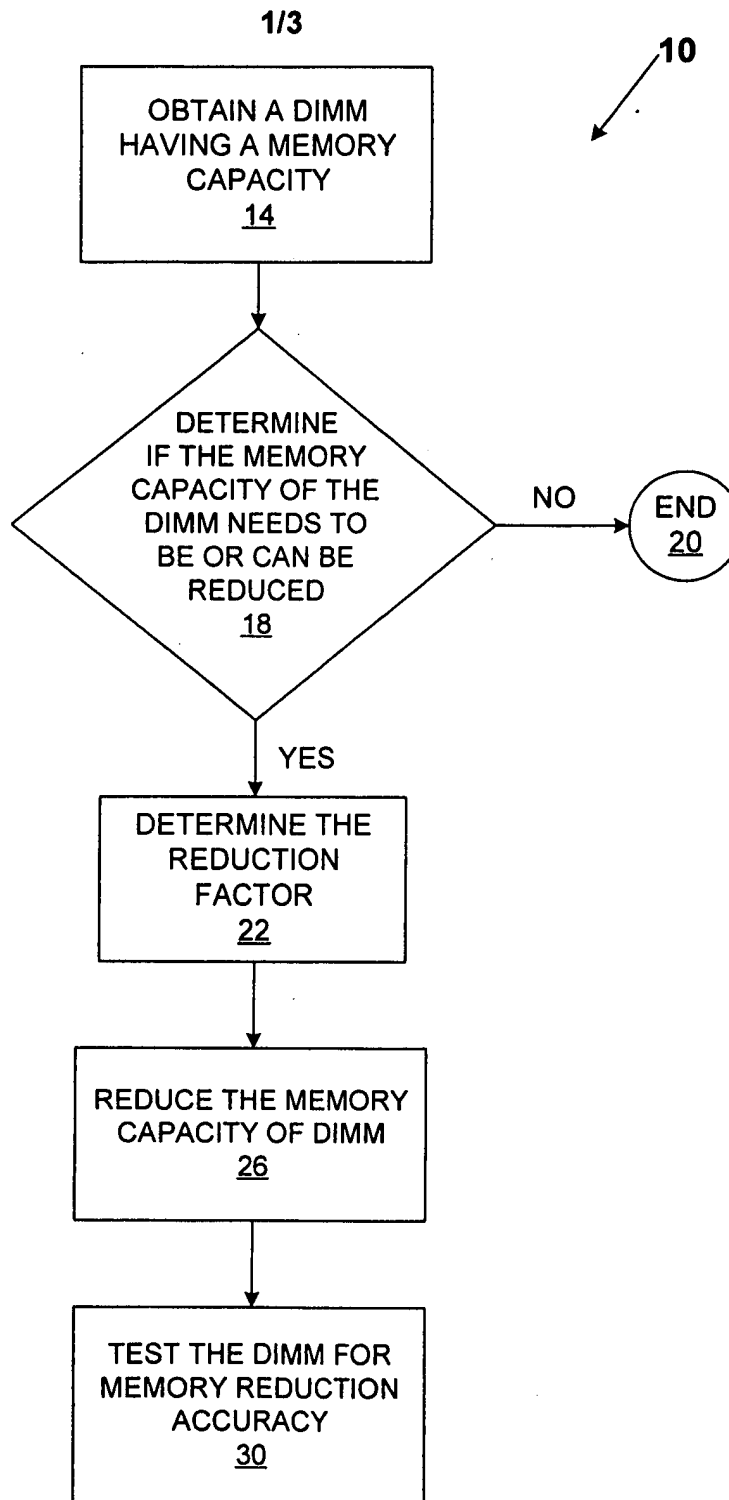 1/3
10
OBTAIN A DIMM
HAVING A MEMORY
CAPACITY
14
DETERMINE
IF THE MEMORY
CAPACITY OF THE
DIMM NEEDS TO
BE OR CAN BE
REDUCED
18
NO
END
20
YES
DETERMINE THE
REDUCTION
FACTOR
22
REDUCE THE MEMORY
CAPACITY OF DIMM
26
TEST THE DIMM FOR
MEMORY REDUCTION
ACCURACY
30